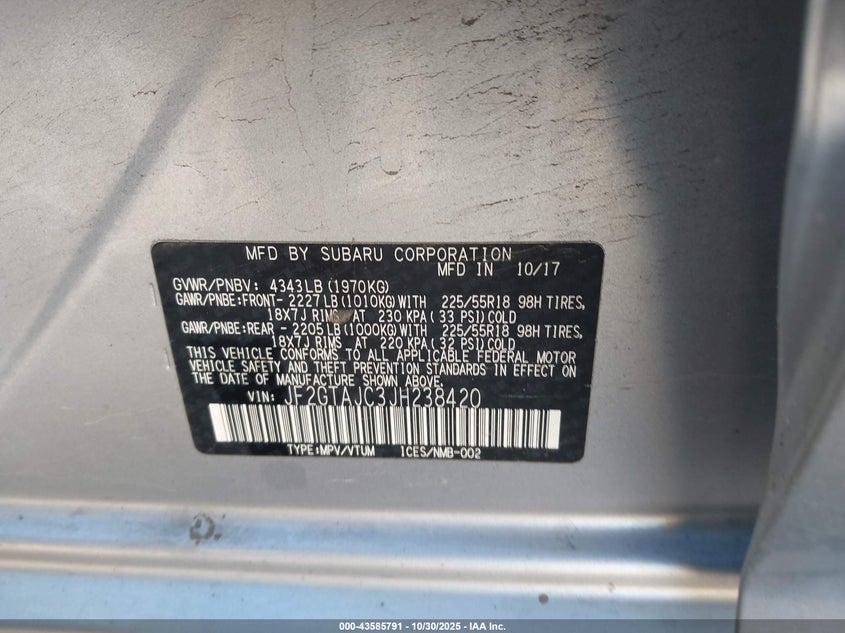 MFD BY SUBARU CORPORATION
MFD IN 10/17
GVWR/PNBV: 4343LB(1970KG)
GAWR/PNBE:FRONT- 2227LB(1010KG)WITH 225/55R18 98H TIRES,
18X7J RIMS AT 230 KPA(33 PSI)COLD
GAWR/PNBE:REAR - 2205LB(1000KG)WITH 225/55R18 98H TIRES,
18X7J RIMS AT 220 KPA(32 PSI)COLD
THIS VEHICLE CONFORMS TO ALL APPLICABLE FEDERAL MOTOR
VEHICLE SAFETY AND THEFT PREVENTION STANDARDS IN EFFECT ON
THE DATE OF MANUFACTURE SHOWN ABOVE.
VIN: JF2GTAJC3JH238420
TYPE:MPV/VTUM ICES/NMB-002
000-43585791 - 10/30/2025 - IAA Inc.